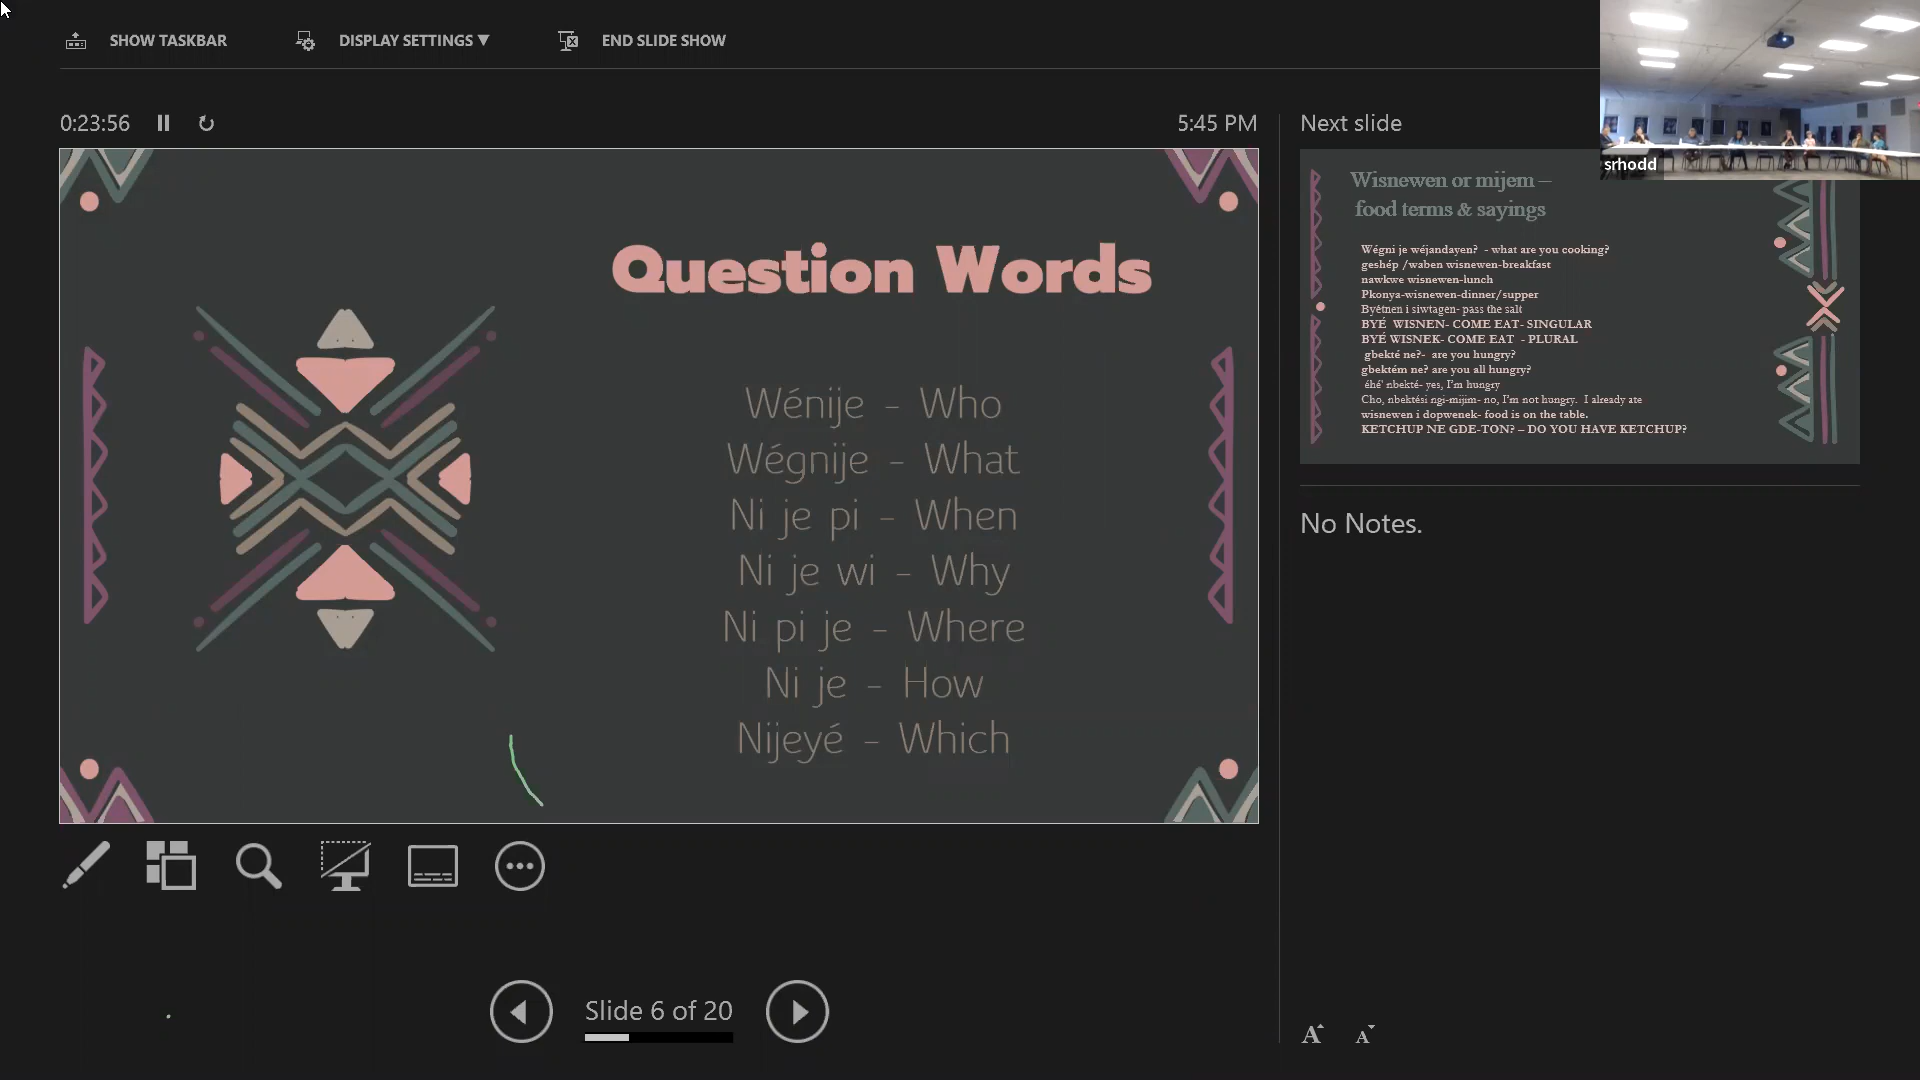 SHOW TASKBAR
DISPLAY SETTINGS ▼
END SLIDE SHOW
0:23:56
5:45 PM
Question Words
Wénije - Who
Wégnije - What
Ni je pi - When
Ni je wi - Why
Ni pi je - Where
Ni je - How
Nijeyé - Which
Slide 6 of 20
Next slide
srhodd
Wisnewen or mijem –
food terms & sayings
Wégni je wéjandayen? - what are you cooking?
geshép /waben wisnewen-breakfast
nawkwe wisnewen-lunch
Pkonya-wisnewen-dinner/supper
Byétnen i siwtagen- pass the salt
BYÉ WISNEN- COME EAT- SINGULAR
BYÉ WISNEK- COME EAT - PLURAL
gbekté ne?- are you hungry?
gbektém ne? are you all hungry?
éhé' nbekté- yes, I'm hungry
Cho, nbektési ngi-mijim- no, I'm not hungry. I already ate
wisnewen i dopwenek- food is on the table.
KETCHUP NE GDE-TON? – DO YOU HAVE KETCHUP?
No Notes.
A A